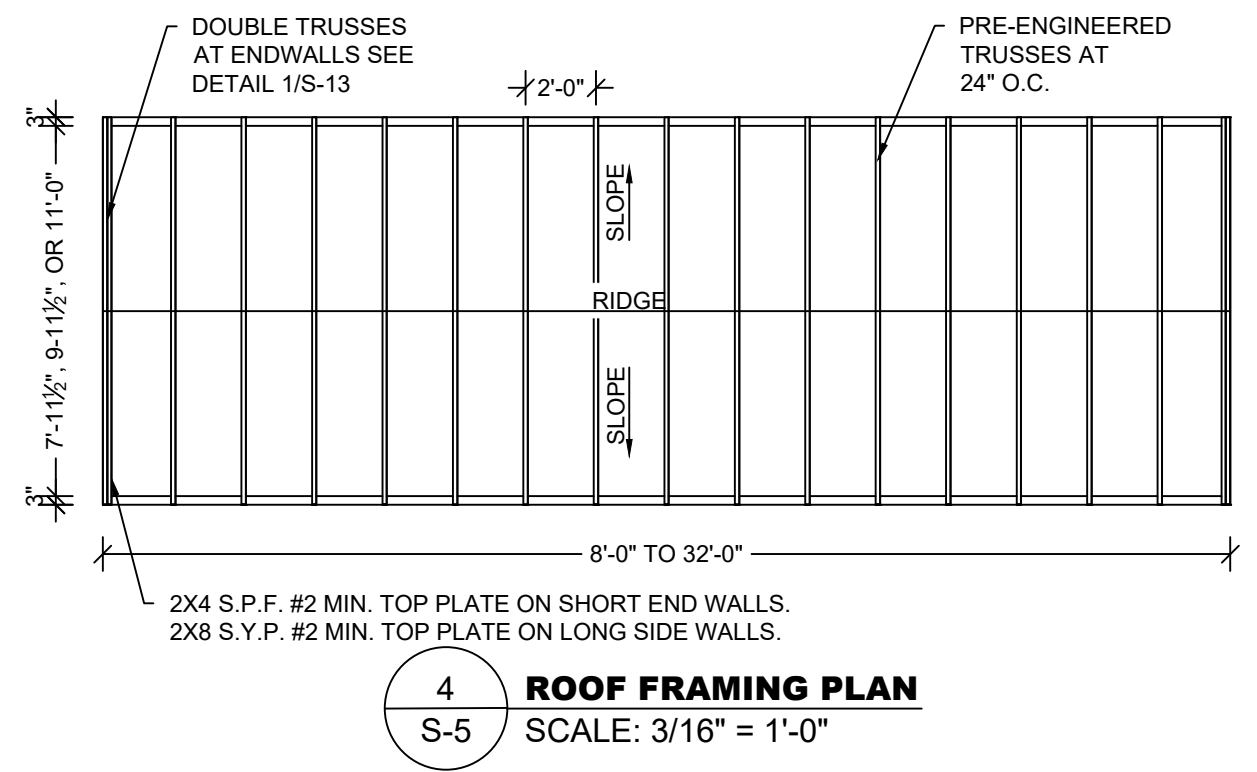 DOUBLE TRUSSES
AT ENDWALLS SEE
DETAIL 1/S-13
PRE-ENGINEERED
TRUSSES AT
24" O.C.
2'-0"
3"
7'-11½", 9-11½", OR 11'-0"
3"
SLOPE
RIDGE
SLOPE
8'-0" TO 32'-0"
2X4 S.P.F. #2 MIN. TOP PLATE ON SHORT END WALLS.
2X8 S.Y.P. #2 MIN. TOP PLATE ON LONG SIDE WALLS.
4
S-5
ROOF FRAMING PLAN
SCALE: 3/16" = 1'-0"